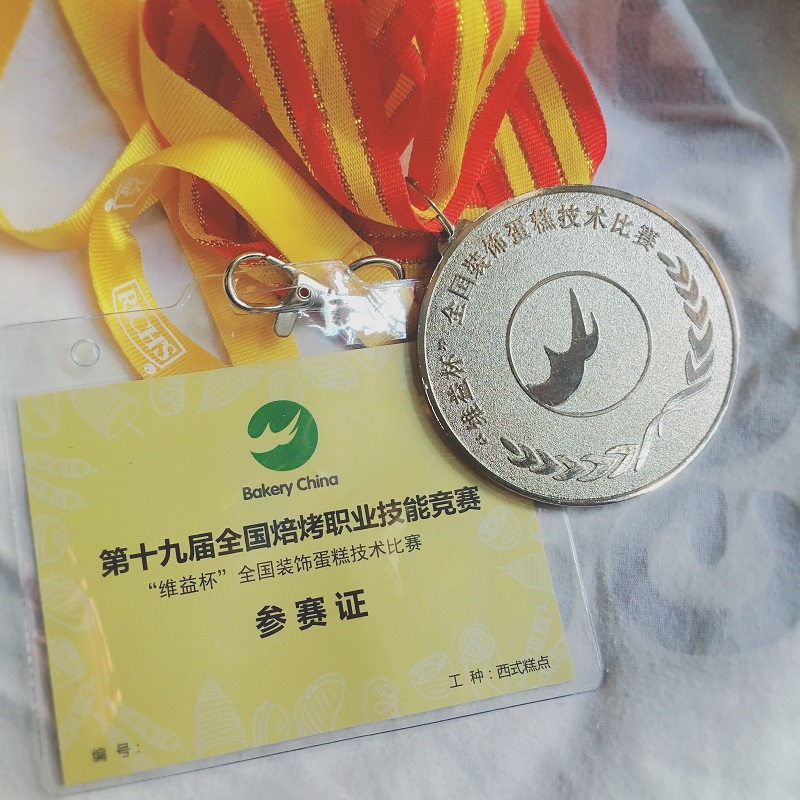 “维益杯” 全国装饰蛋糕技术比赛
RICH'S
®
Bakery China
第十九届全国焙烤职业技能竞赛
“维益杯” 全国装饰蛋糕技术比赛
参赛证
工 种：西式糕点
编 号：